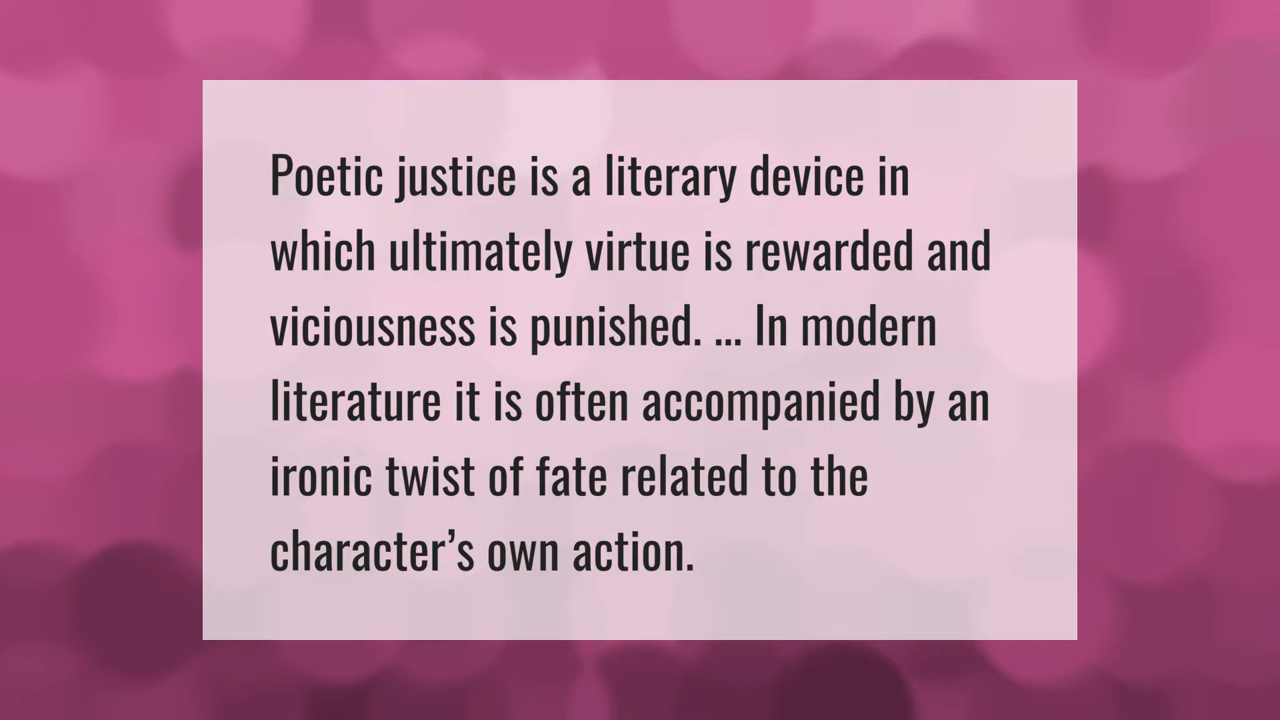 Poetic justice is a literary device in
which ultimately virtue is rewarded and
viciousness is punished. ... In modern
literature it is often accompanied by an
ironic twist of fate related to the
character’s own action.